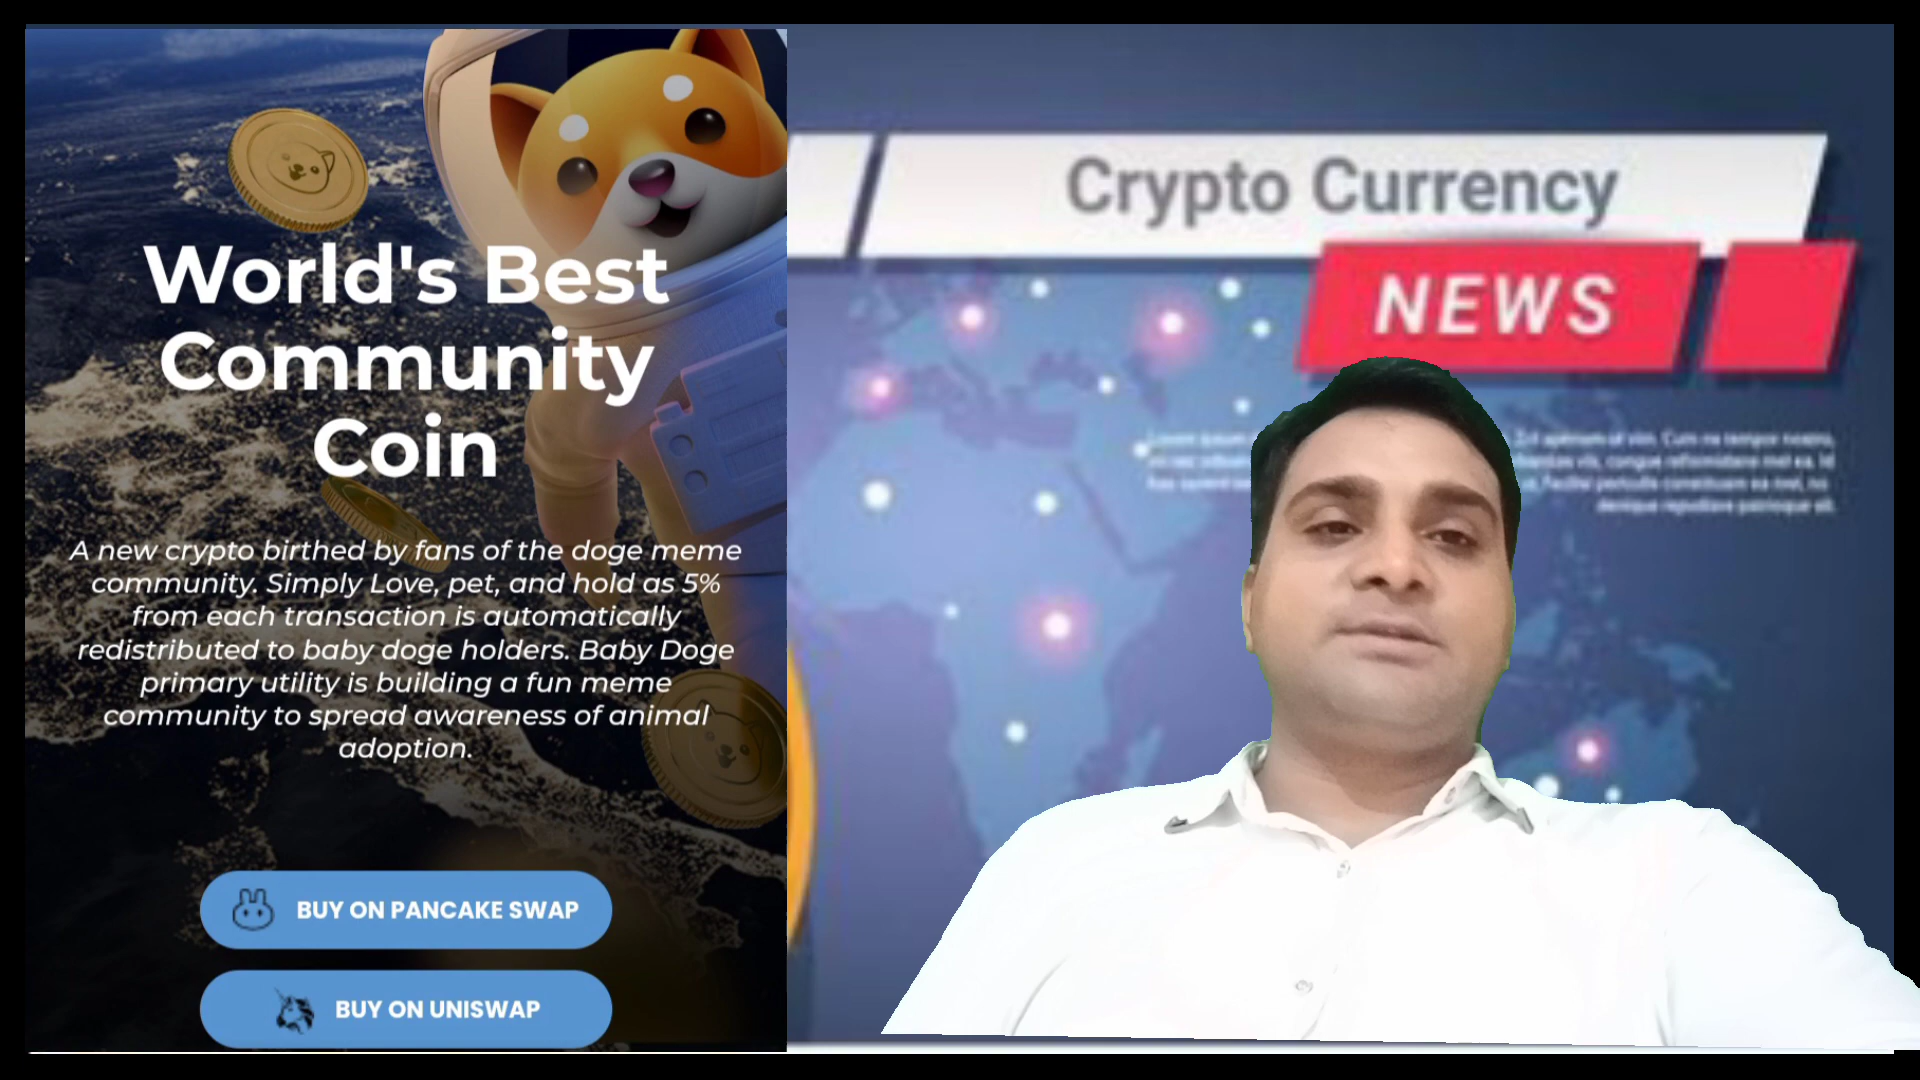 World's Best
Community
Coin
A new crypto birthed by fans of the doge meme
community. Simply Love, pet, and hold as 5%
from each transaction is automatically
redistributed to baby doge holders. Baby Doge
primary utility is building a fun meme
community to spread awareness of animal
adoption.
BUY ON PANCAKE SWAP
BUY ON UNISWAP
Crypto Currency
NEWS